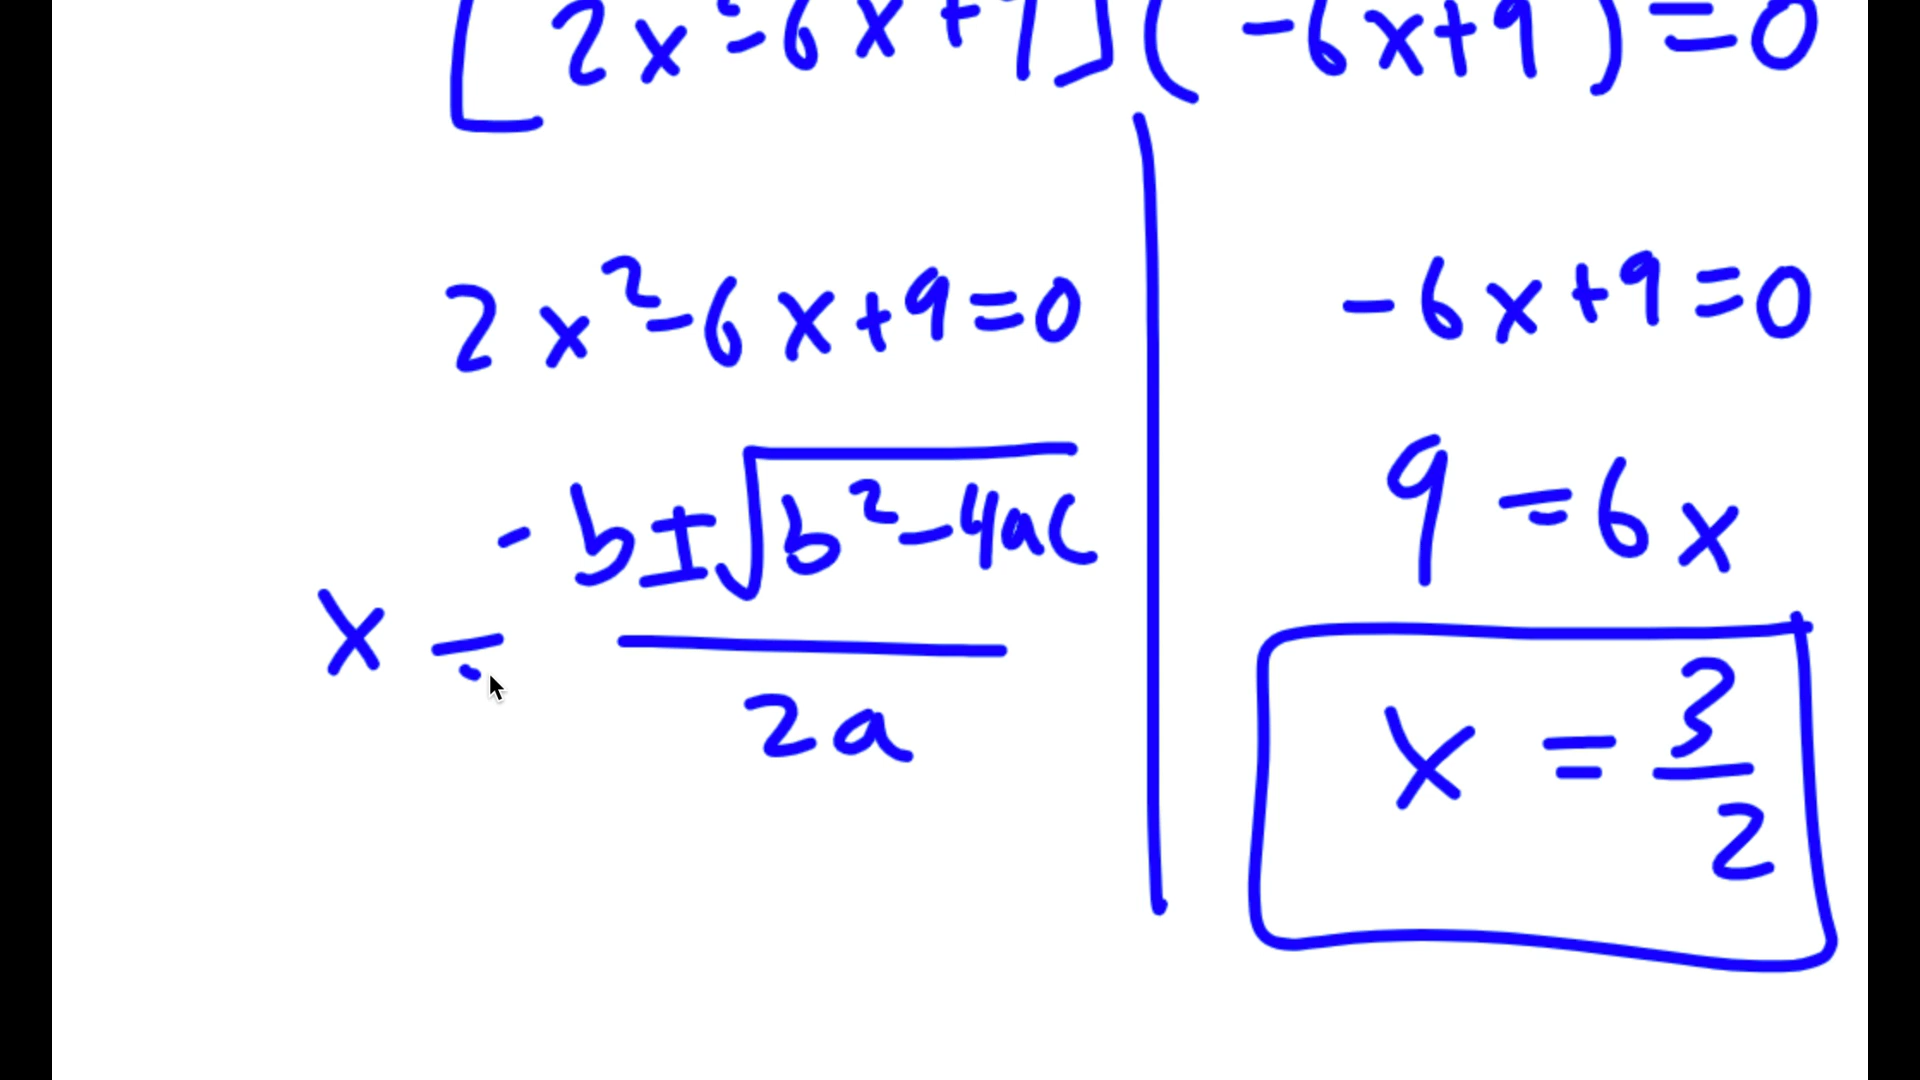 [2x²-6x+9](-6x+9)=0
2x²-6x+9=0
x = -b±√b²-4ac / 2a
-6x+9=0
9=6x
x = 3/2